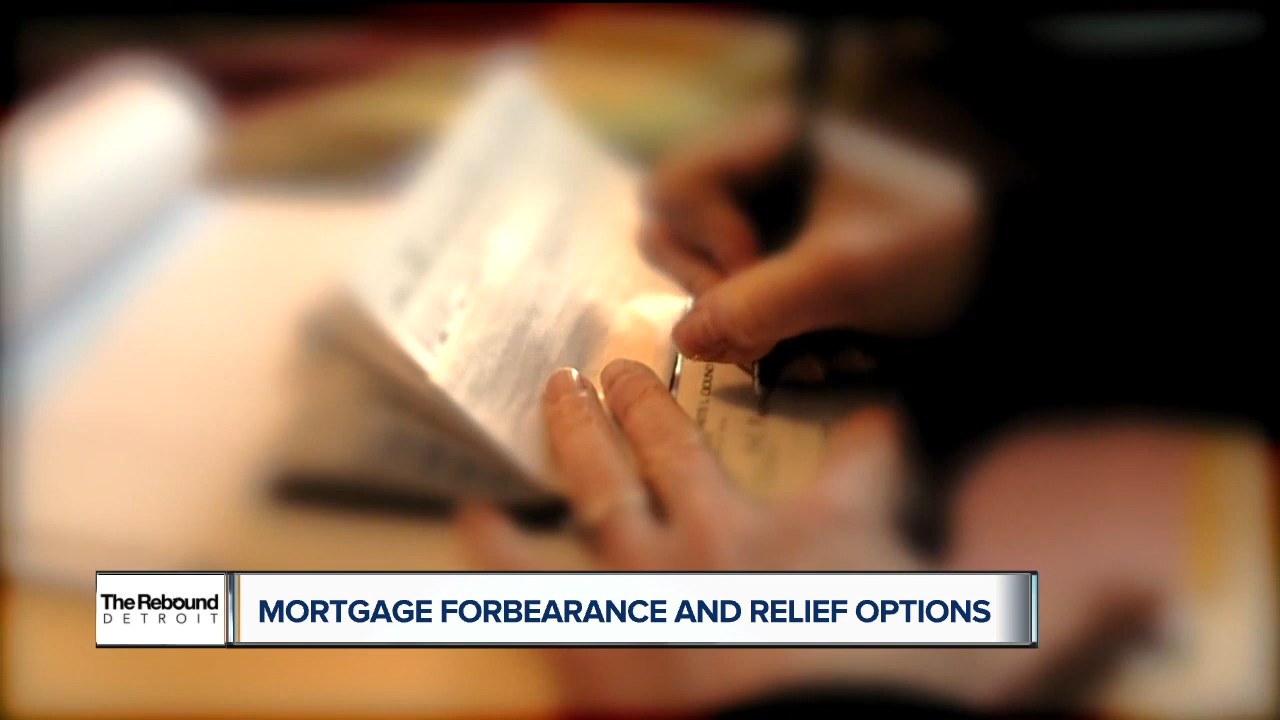 The Rebound
DETROIT
MORTGAGE FORBEARANCE AND RELIEF OPTIONS